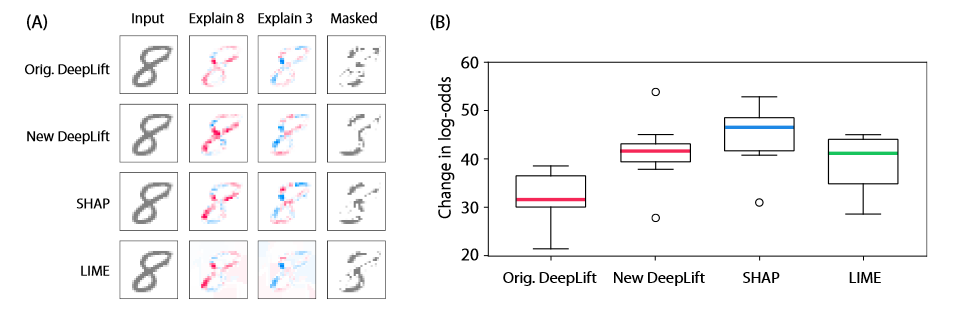 (A) Input Explain 8 Explain 3 Masked
Orig. DeepLift
New DeepLift
SHAP
LIME
(B)
Change in log-odds
60
50
40
30
20
Orig. DeepLift New DeepLift SHAP LIME